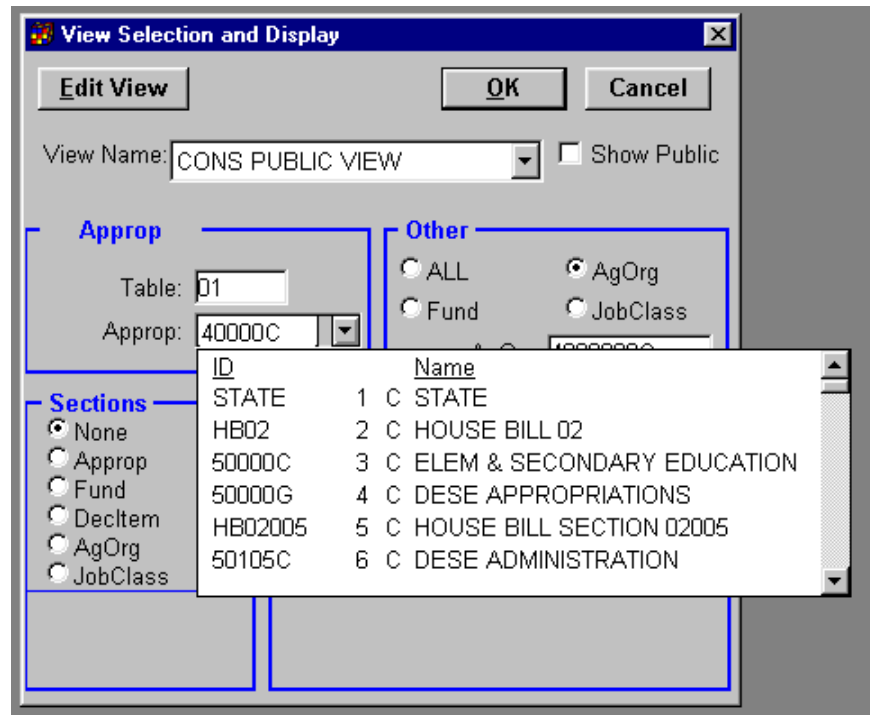 View Selection and Display
Edit View OK Cancel
View Name: CONS PUBLIC VIEW Show Public
Approp
Table: 01
Approp: 40000C
Other
ALL AgOrg
Fund JobClass
ID Name
STATE 1 C STATE
HB02 2 C HOUSE BILL 02
50000C 3 C ELEM & SECONDARY EDUCATION
50000G 4 C DESE APPROPRIATIONS
HB02005 5 C HOUSE BILL SECTION 02005
50105C 6 C DESE ADMINISTRATION
Sections
None
Approp
Fund
DecItem
AgOrg
JobClass